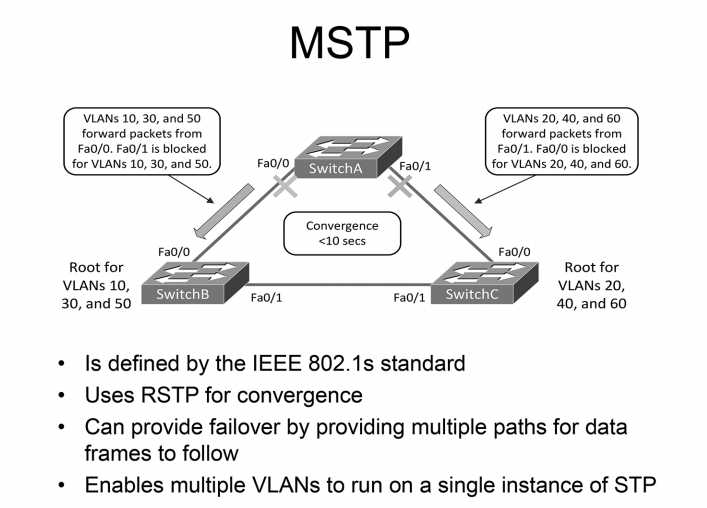 MSTP
VLANs 10, 30, and 50
forward packets from
Fa0/0. Fa0/1 is blocked
for VLANs 10, 30, and 50.
VLANs 20, 40, and 60
forward packets from
Fa0/1. Fa0/0 is blocked
for VLANs 20, 40, and 60.
Fa0/0
SwitchA
Fa0/1
Convergence
<10 secs
Fa0/0
Fa0/0
Root for
VLANs 10,
30, and 50
SwitchB
Fa0/1
Fa0/1
SwitchC
Root for
VLANs 20,
40, and 60
• Is defined by the IEEE 802.1s standard
• Uses RSTP for convergence
• Can provide failover by providing multiple paths for data
frames to follow
• Enables multiple VLANs to run on a single instance of STP